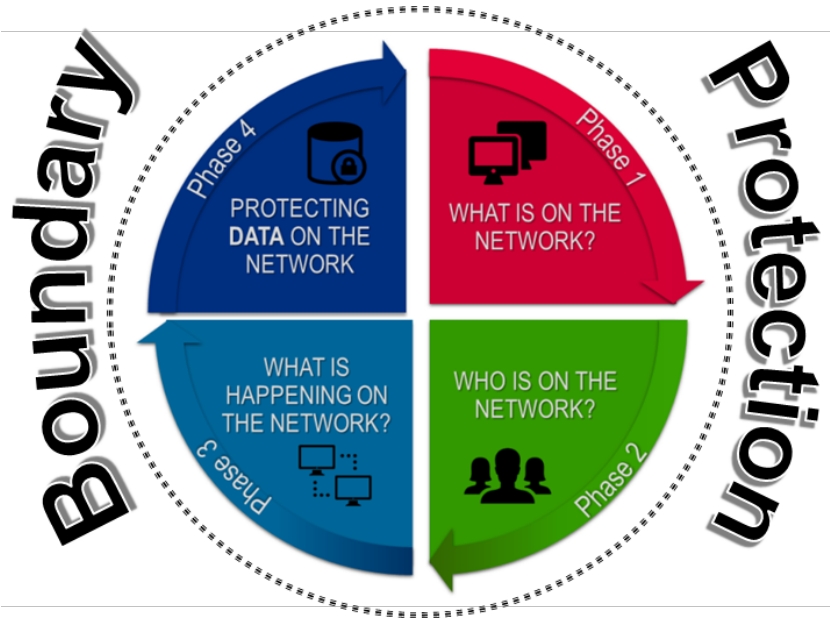 Boundary
Protection
Phase 1
WHAT IS ON THE
NETWORK?
Phase 2
WHO IS ON THE
NETWORK?
Phase 3
WHAT IS
HAPPENING ON
THE NETWORK?
Phase 4
PROTECTING
DATA ON THE
NETWORK